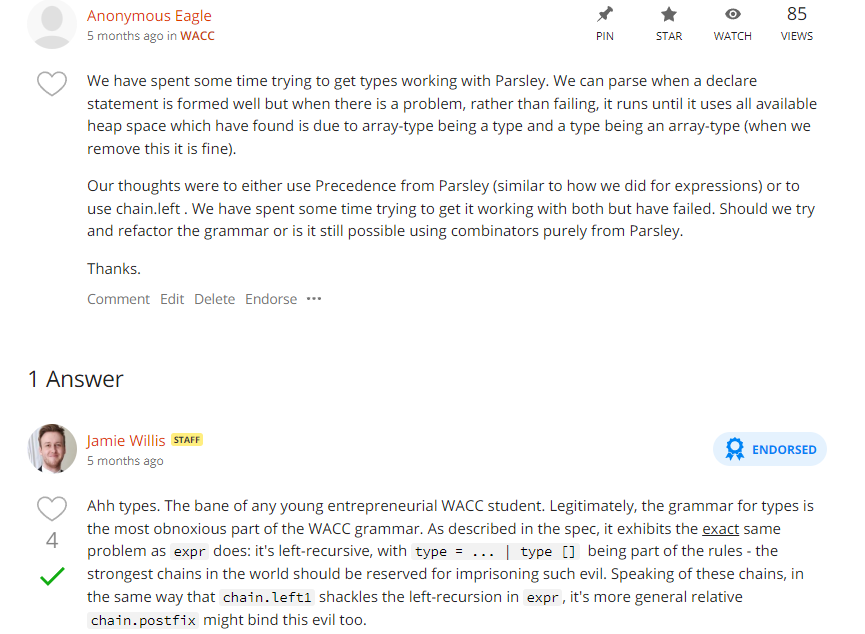 Anonymous Eagle
5 months ago in WACC
PIN
STAR
WATCH
85
VIEWS
We have spent some time trying to get types working with Parsley. We can parse when a declare
statement is formed well but when there is a problem, rather than failing, it runs until it uses all available
heap space which have found is due to array-type being a type and a type being an array-type (when we
remove this it is fine).
Our thoughts were to either use Precedence from Parsley (similar to how we did for expressions) or to
use chain.left . We have spent some time trying to get it working with both but have failed. Should we try
and refactor the grammar or is it still possible using combinators purely from Parsley.
Thanks.
Comment Edit Delete Endorse •••
1 Answer
Jamie Willis STAFF
5 months ago
ENDORSED
4
Ahh types. The bane of any young entrepreneurial WACC student. Legitimately, the grammar for types is
the most obnoxious part of the WACC grammar. As described in the spec, it exhibits the exact same
problem as expr does: it's left-recursive, with type = ... | type [] being part of the rules - the
strongest chains in the world should be reserved for imprisoning such evil. Speaking of these chains, in
the same way that chain.left1 shackles the left-recursion in expr, it's more general relative
chain.postfix might bind this evil too.